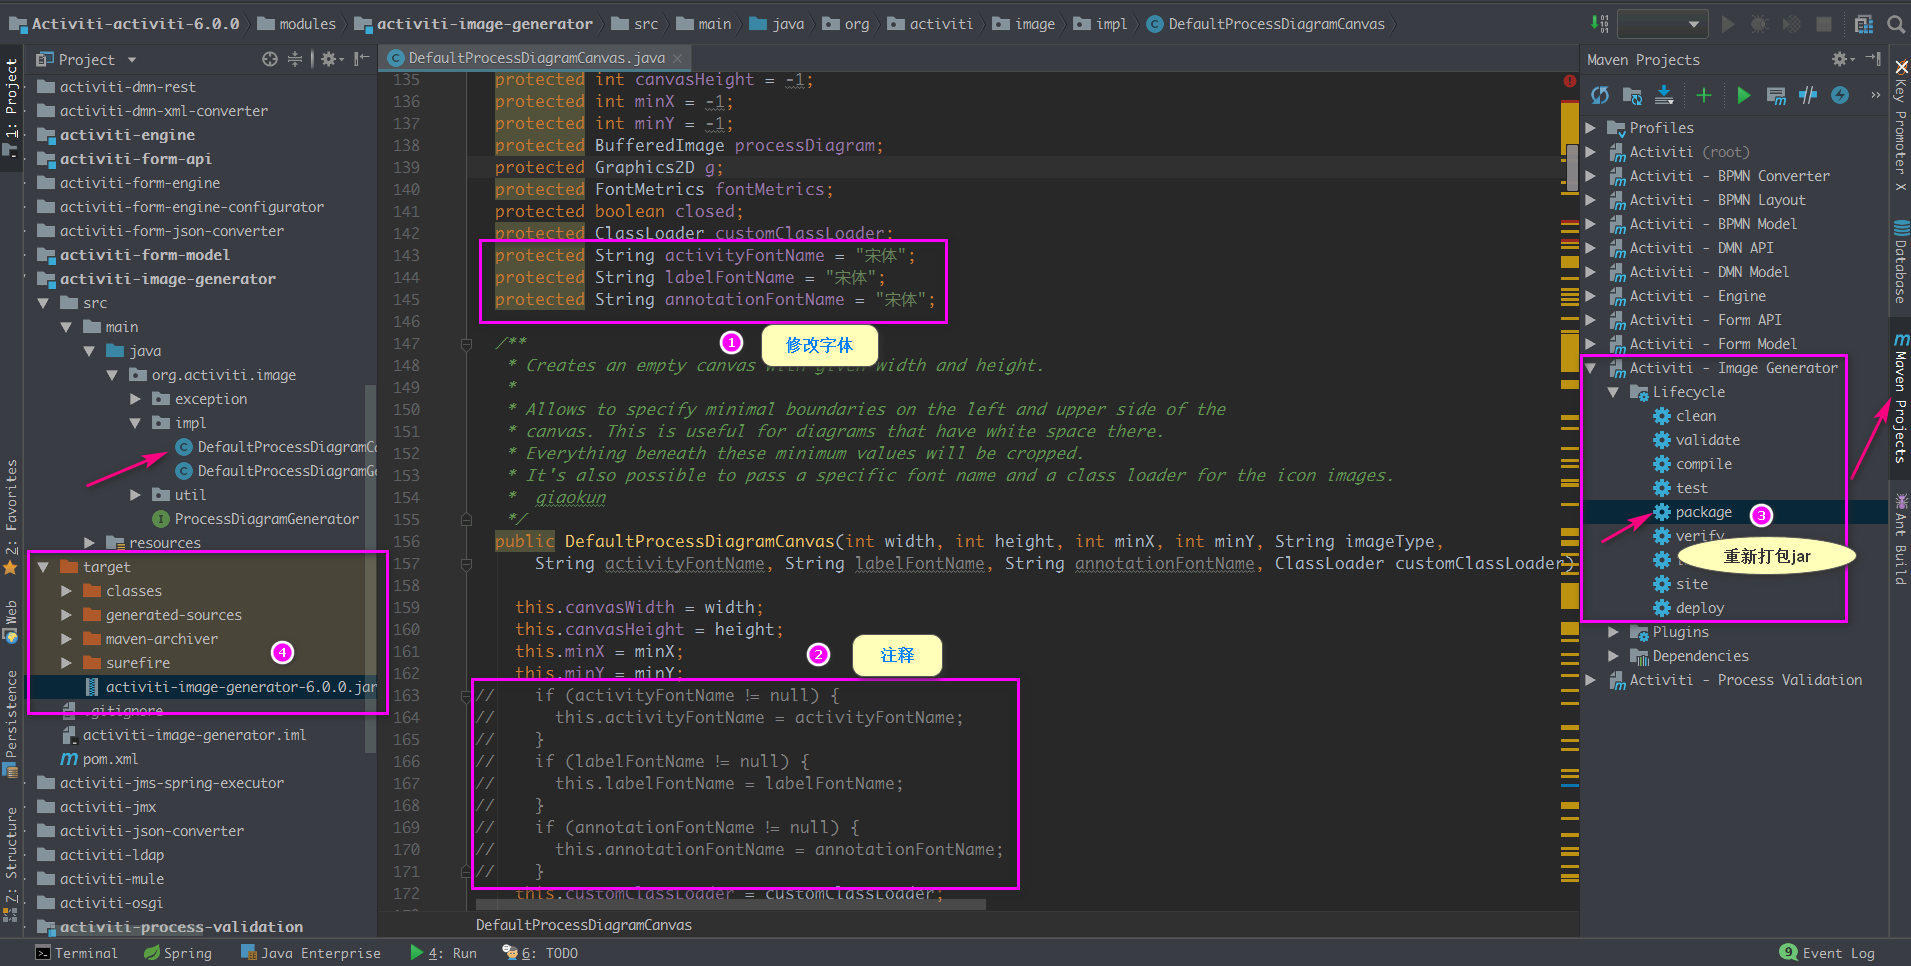 Activiti-activiti-6.0.0 modules activiti-image-generator src main java org activiti image impl DefaultProcessDiagramCanvas
Project
DefaultProcessDiagramCanvas.java
Maven Projects
1: Project
2: Favorites
Web
Persistence
Z: Structure
activiti-dmn-rest
activiti-dmn-xml-converter
activiti-engine
activiti-form-api
activiti-form-engine
activiti-form-engine-configurator
activiti-form-json-converter
activiti-form-model
activiti-image-generator
src
main
java
org.activiti.image
exception
impl
DefaultProcessDiagramCa
DefaultProcessDiagramGe
util
ProcessDiagramGenerator
resources
target
classes
generated-sources
maven-archiver
surefire
activiti-image-generator-6.0.0.jar
.gitignore
activiti-image-generator.iml
pom.xml
activiti-jms-spring-executor
activiti-jmx
activiti-json-converter
activiti-ldap
activiti-mule
activiti-osgi
activiti-process-validation
4
135 protected int canvasHeight = -1;
136 protected int minX = -1;
137 protected int minY = -1;
138 protected BufferedImage processDiagram;
139 protected Graphics2D g;
140 protected FontMetrics fontMetrics;
141 protected boolean closed;
142 protected ClassLoader customClassLoader;
143 protected String activityFontName = "宋体";
144 protected String labelFontName = "宋体";
145 protected String annotationFontName = "宋体";
146
1 修改字体
147 /**
148 * Creates an empty canvas with given width and height.
149 *
150 * Allows to specify minimal boundaries on the left and upper side of the
151 * canvas. This is useful for diagrams that have white space there.
152 * Everything beneath these minimum values will be cropped.
153 * It's also possible to pass a specific font name and a class loader for the icon images.
154 * qiaokun
155 */
156 public DefaultProcessDiagramCanvas(int width, int height, int minX, int minY, String imageType,
157 String activityFontName, String labelFontName, String annotationFontName, ClassLoader customClassLoader)
158
159 this.canvasWidth = width;
160 this.canvasHeight = height;
161 this.minX = minX;
162 this.minY = minY;
2 注释
163 // if (activityFontName != null) {
164 // this.activityFontName = activityFontName;
165 // }
166 // if (labelFontName != null) {
167 // this.labelFontName = labelFontName;
168 // }
169 // if (annotationFontName != null) {
170 // this.annotationFontName = annotationFontName;
171 // }
172 this.customClassLoader = customClassLoader;
DefaultProcessDiagramCanvas
Profiles
Activiti (root)
Activiti - BPMN Converter
Activiti - BPMN Layout
Activiti - BPMN Model
Activiti - DMN API
Activiti - DMN Model
Activiti - Engine
Activiti - Form API
Activiti - Form Model
Activiti - Image Generator
Lifecycle
clean
validate
compile
test
package 3
verify
重新打包jar
site
deploy
Plugins
Dependencies
Activiti - Process Validation
Key Promoter X
Database
Maven Projects
Ant Build
Terminal Spring Java Enterprise 4: Run 6: TODO
9 Event Log